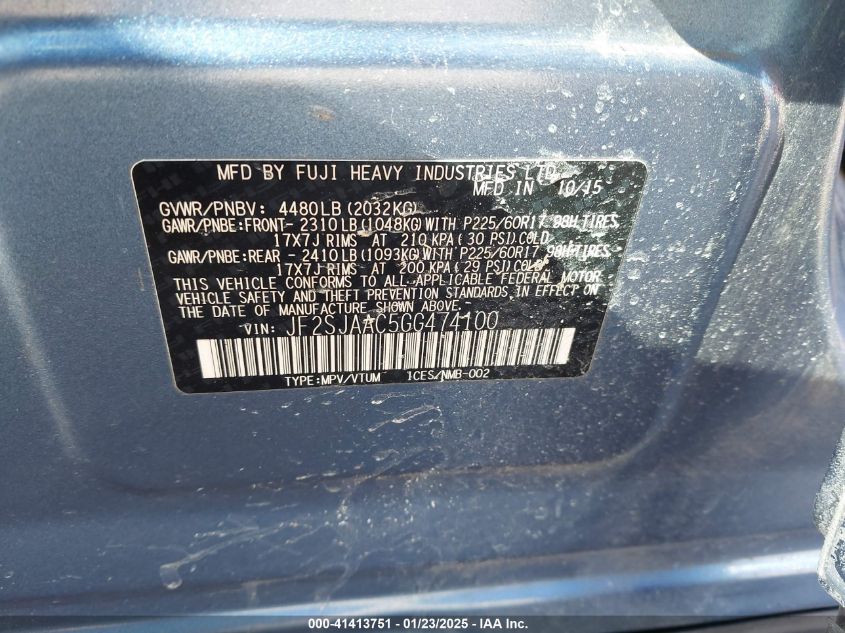 MFD BY FUJI HEAVY INDUSTRIES LTD.
MFD IN 10/15
GVWR/PNBV: 4480LB(2032KG)
GAWR/PNBE:FRONT- 2310LB(1048KG)WITH P225/60R17 98H TIRES
17X7J RIMS AT 210 KPA(30 PSI)COLD
GAWR/PNBE:REAR - 2410LB(1093KG)WITH P225/60R17 98H TIRES
17X7J RIMS AT 200 KPA(29 PSI)COLD
THIS VEHICLE CONFORMS TO ALL APPLICABLE FEDERAL MOTOR
VEHICLE SAFETY AND THEFT PREVENTION STANDARDS IN EFFECT ON
THE DATE OF MANUFACTURE SHOWN ABOVE.
VIN: JF2SJAAC5GG474100
TYPE:MPV/VTUM ICES/NMB-002
000-41413751 - 01/23/2025 - IAA Inc.